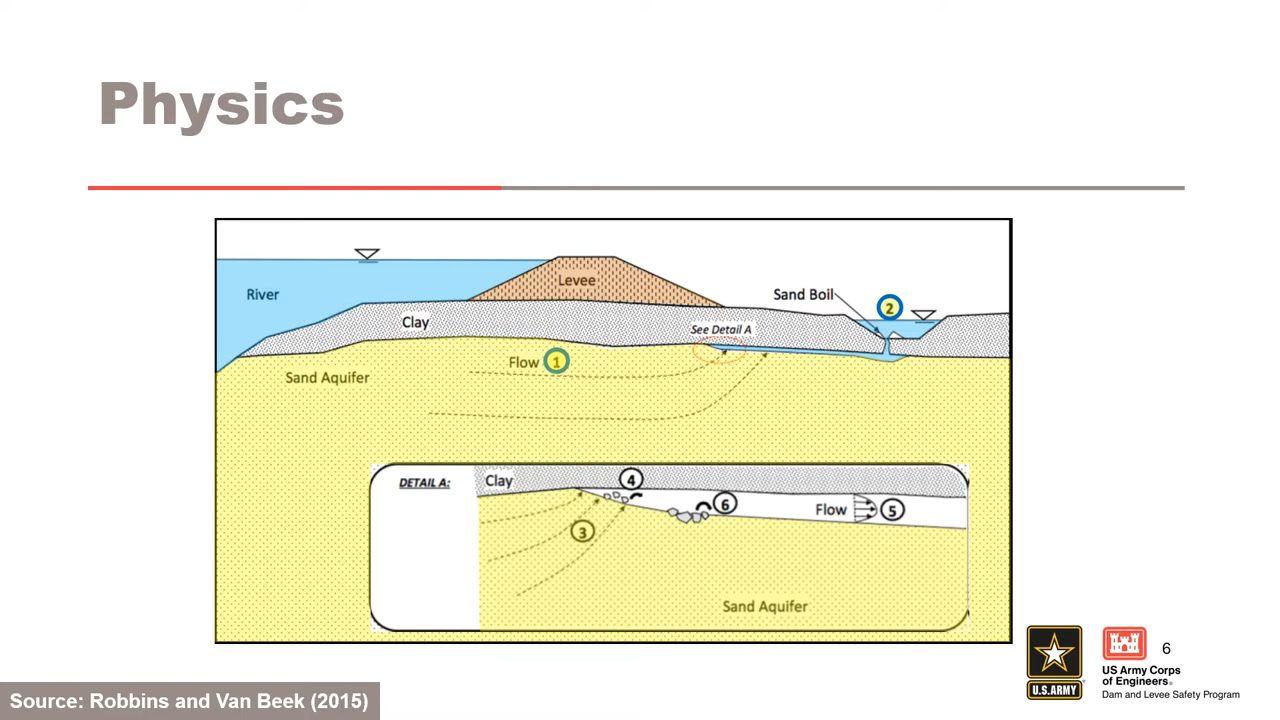 Physics
River
Levee
Sand Boil
2
Clay
See Detail A
Flow 1
Sand Aquifer
DETAIL A:
Clay
4
6
Flow
5
3
Sand Aquifer
6
U.S.ARMY
US Army Corps
of Engineers®
Dam and Levee Safety Program
Source: Robbins and Van Beek (2015)